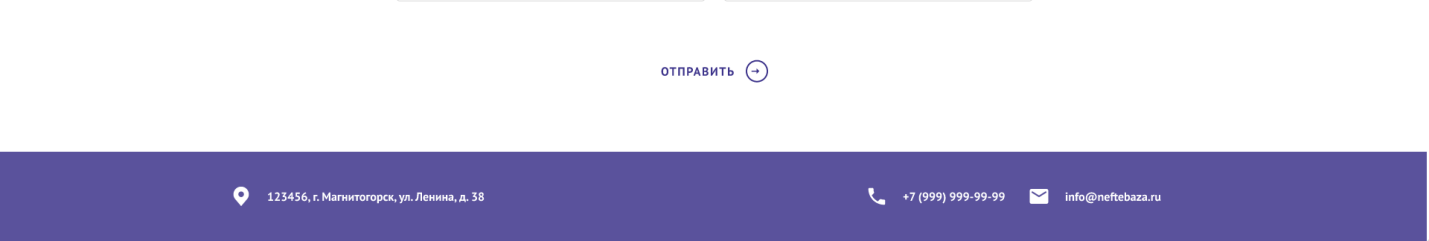 ОТПРАВИТЬ
123456, г. Магнитогорск, ул. Ленина, д. 38
+7 (999) 999-99-99
info@neftebaza.ru